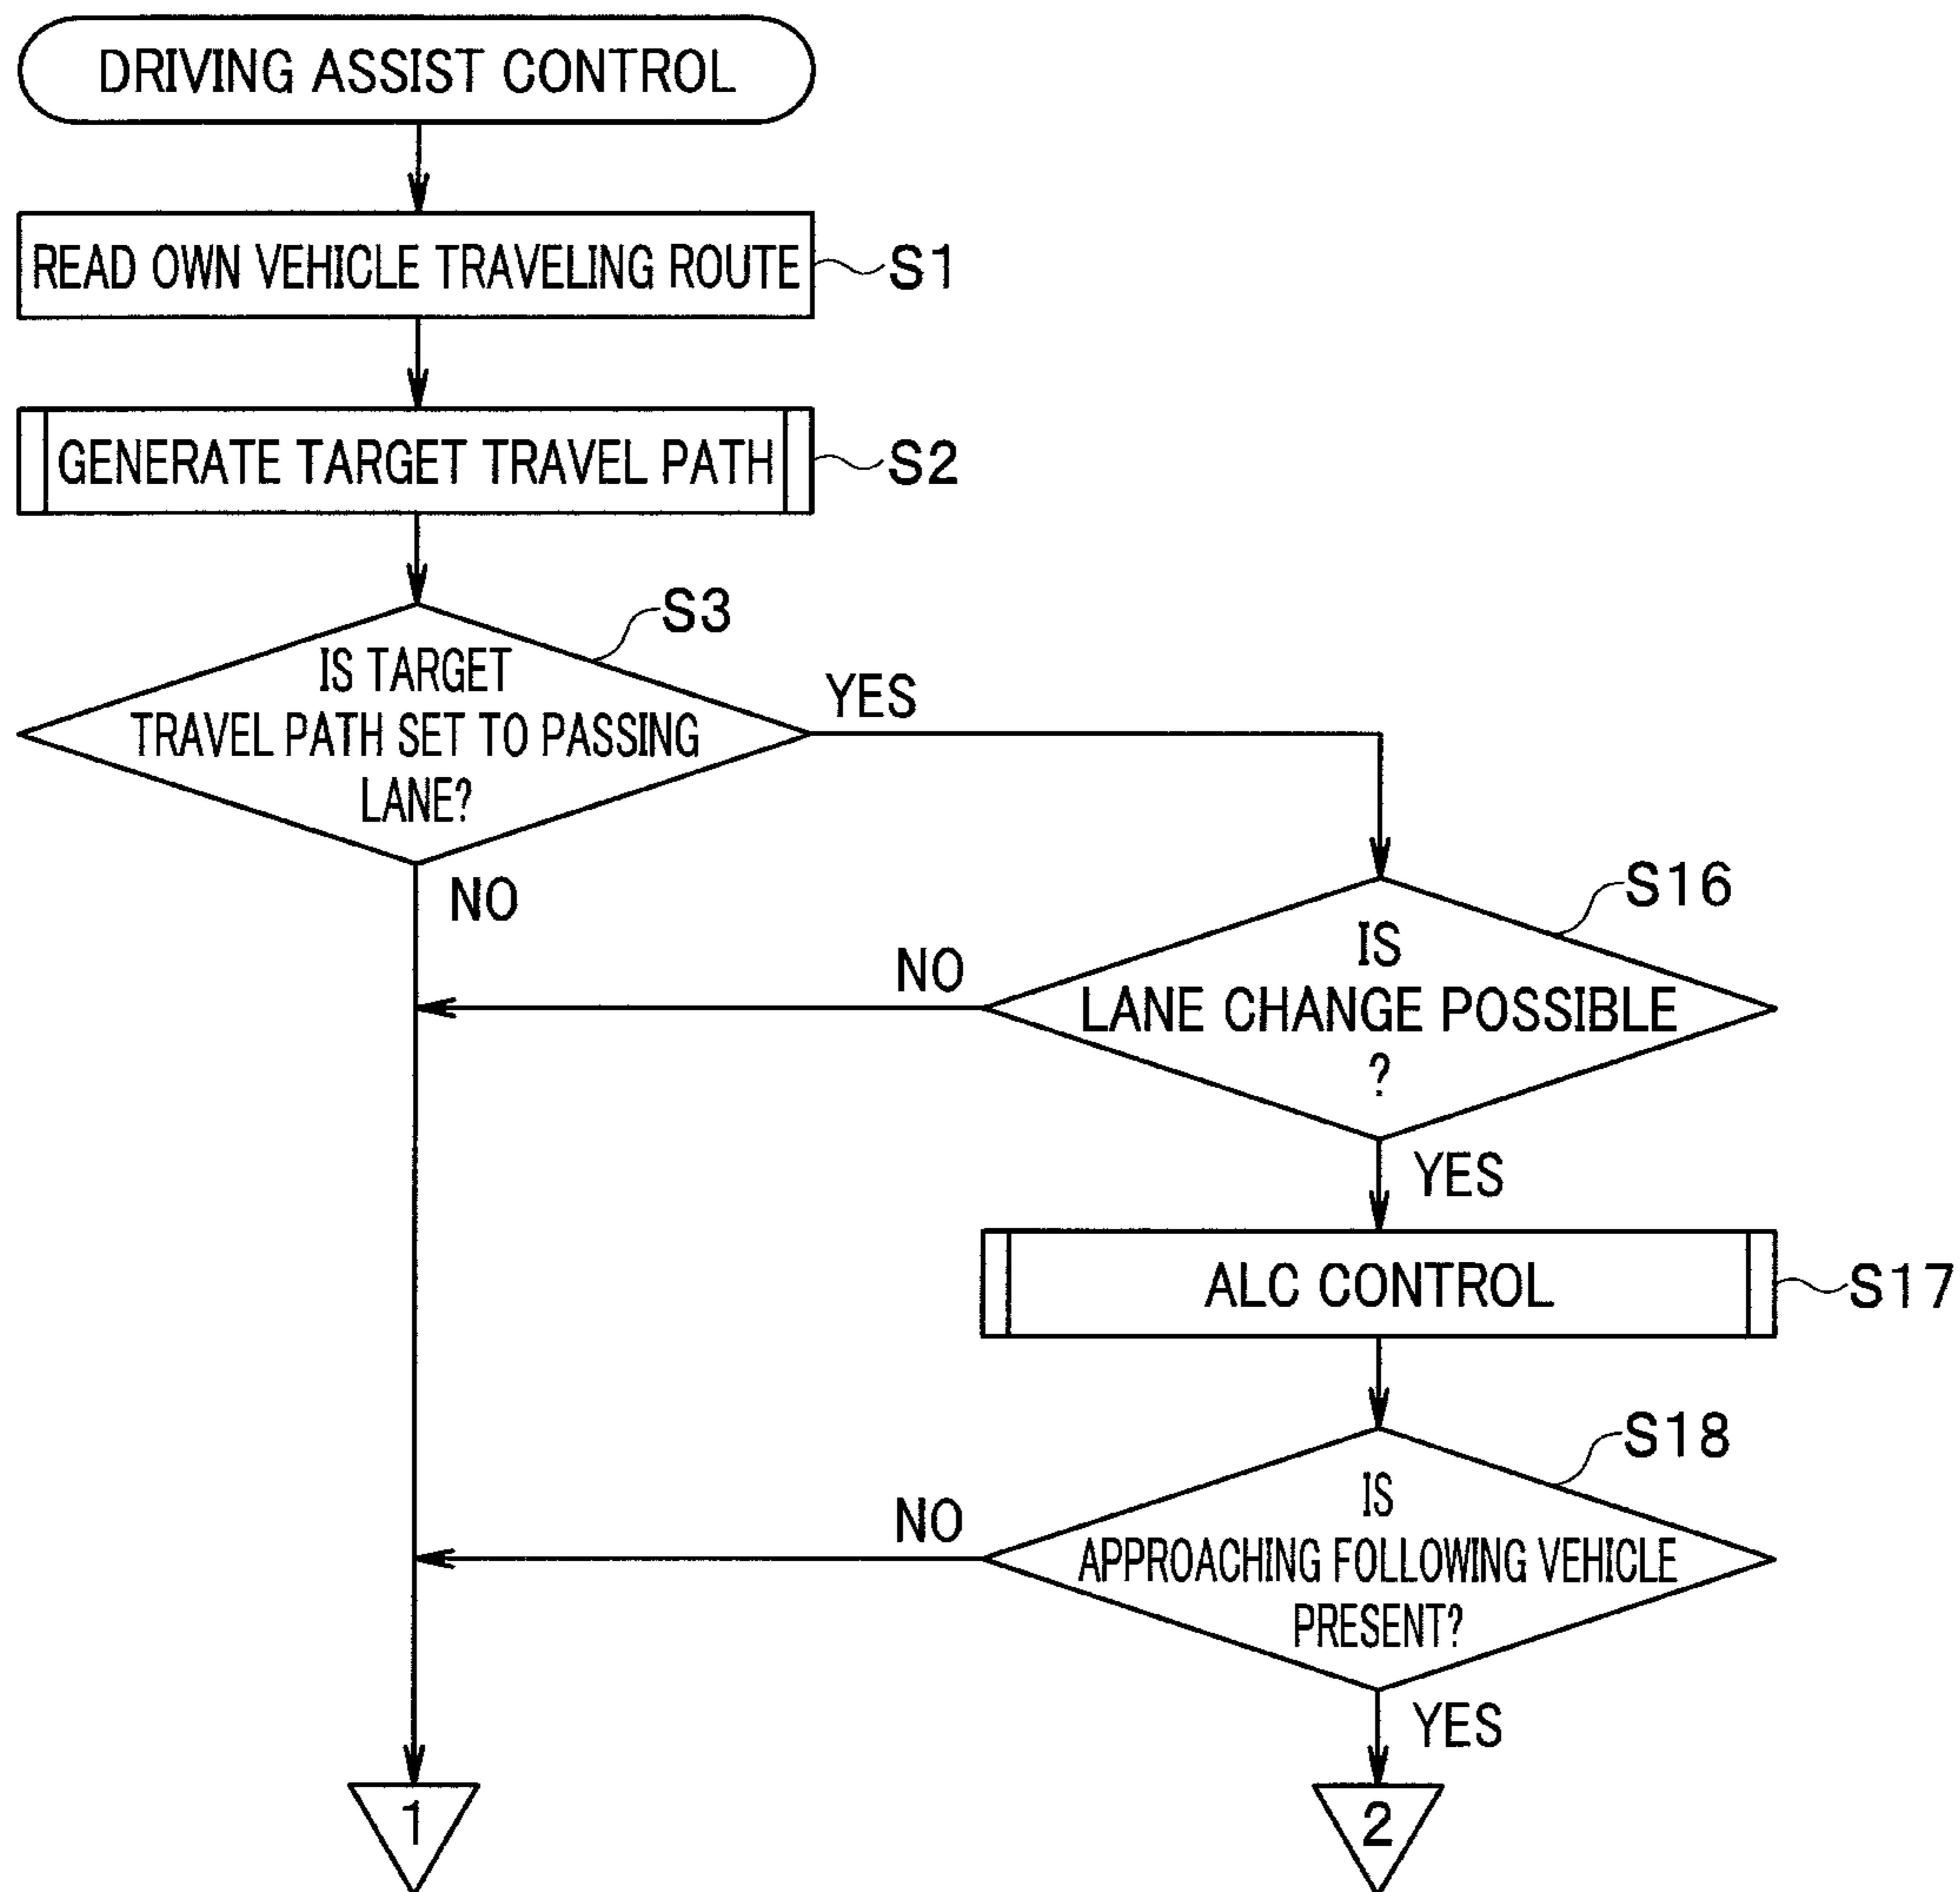 DRIVING ASSIST CONTROL
READ OWN VEHICLE TRAVELING ROUTE
S1
GENERATE TARGET TRAVEL PATH
S2
S3
IS TARGET
TRAVEL PATH SET TO PASSING
LANE?
YES
NO
S16
IS
LANE CHANGE POSSIBLE
?
NO
YES
ALC CONTROL
S17
S18
IS
APPROACHING FOLLOWING VEHICLE
PRESENT?
NO
YES
1
2